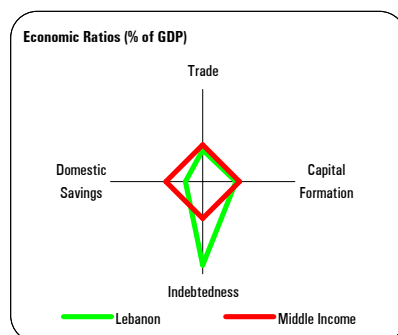 Economic Ratios (% of GDP)
Trade
Domestic
Savings
Capital
Formation
Indebtedness
Lebanon
Middle Income